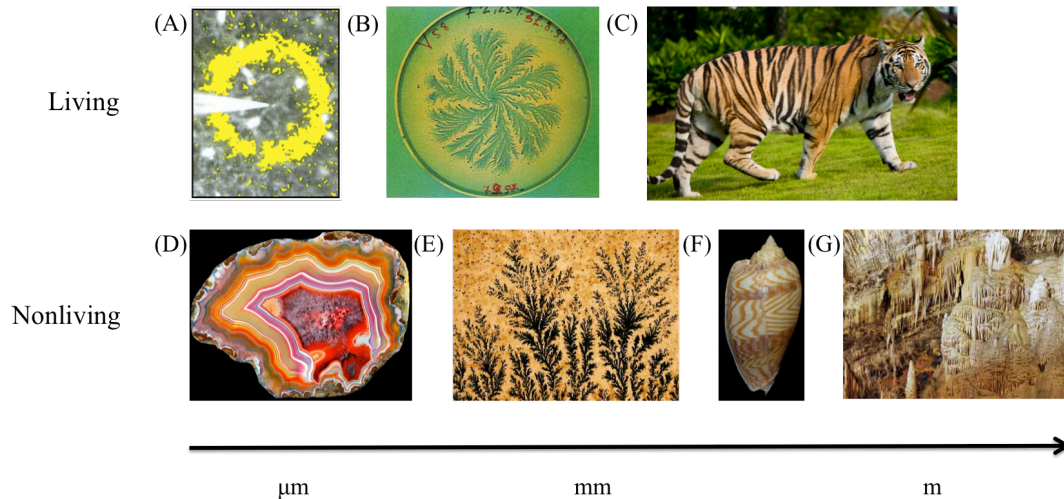 (A)
(B)
(C)
Living
(D)
(E)
(F)
(G)
Nonliving
μm
mm
m